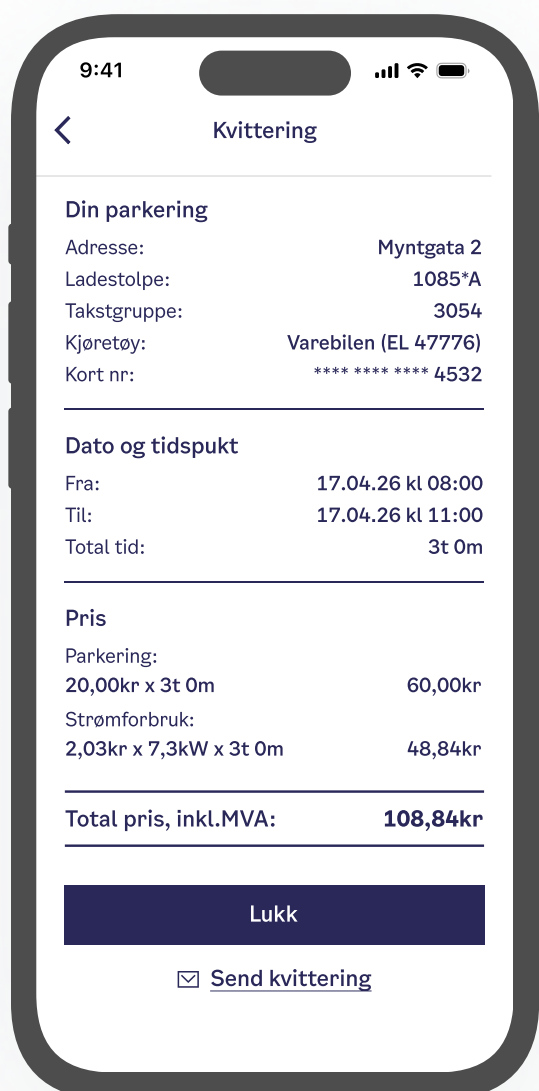 9:41
Kvittering
Din parkering
Adresse: Myntgata 2
Ladestolpe: 1085*A
Takstgruppe: 3054
Kjøretøy: Varebilen (EL 47776)
Kort nr: **** **** **** 4532
Dato og tidspukt
Fra: 17.04.26 kl 08:00
Til: 17.04.26 kl 11:00
Total tid: 3t 0m
Pris
Parkering:
20,00kr x 3t 0m 60,00kr
Strømforbruk:
2,03kr x 7,3kW x 3t 0m 48,84kr
Total pris, inkl.MVA: 108,84kr
Lukk
Send kvittering